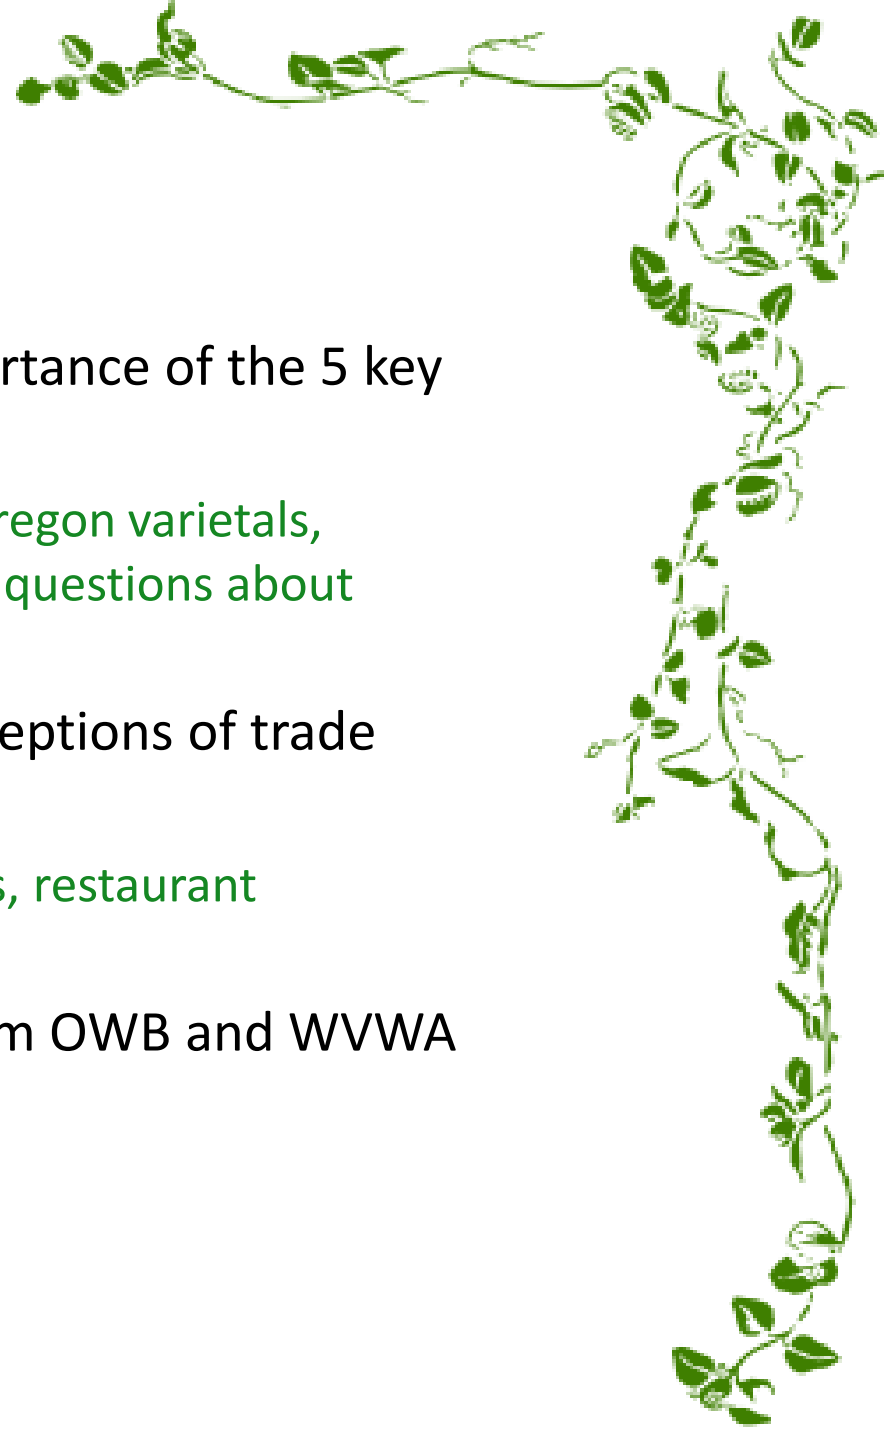 rtance of the 5 key
regon varietals,
questions about
eptions of trade
s, restaurant
m OWB and WVWA